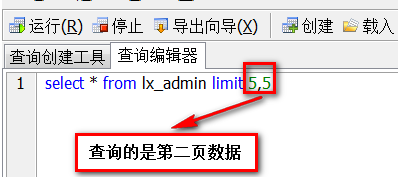 运行(R) 停止 导出向导(X) 创建 载入
查询创建工具 查询编辑器
1 select * from lx_admin limit 5,5
查询的是第二页数据